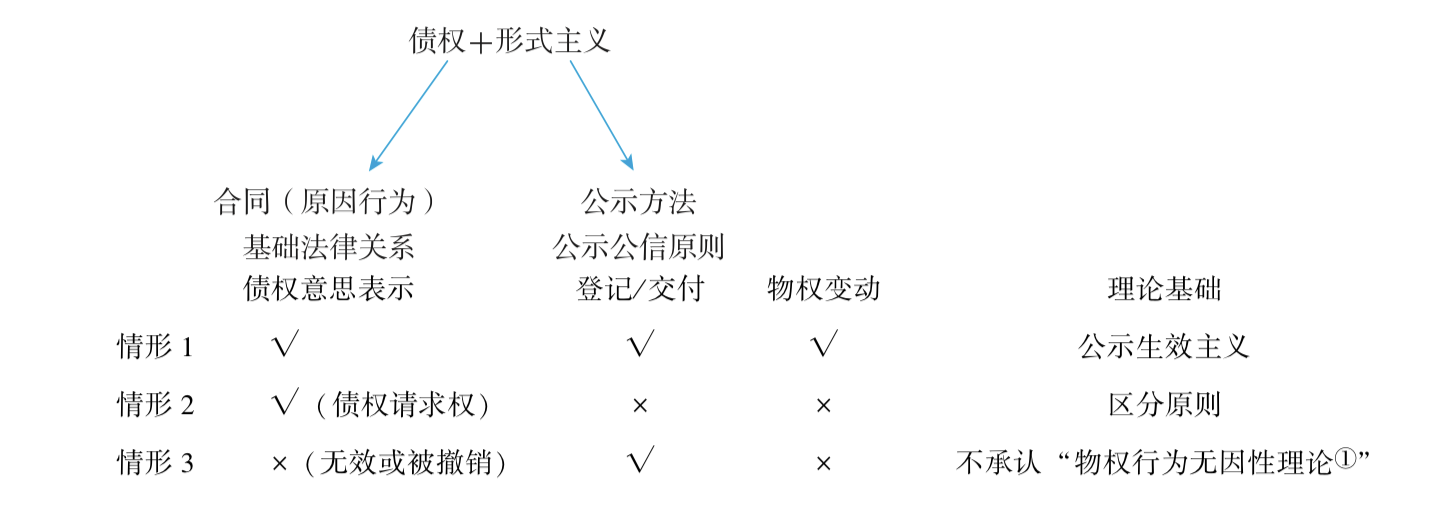 债权+形式主义
合同（原因行为） 公示方法
基础法律关系 公示公信原则
债权意思表示 登记/交付 物权变动 理论基础
情形 1 √ √ √ 公示生效主义
情形 2 √（债权请求权） × × 区分原则
情形 3 ×（无效或被撤销） √ × 不承认“物权行为无因性理论①”